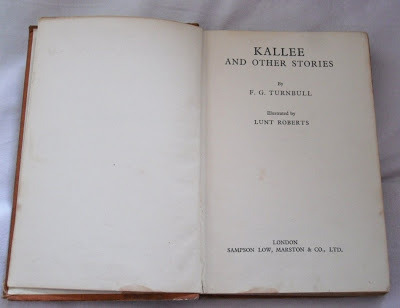 KALLEE
AND OTHER STORIES
By
F. G. TURNBULL
Illustrated by
LUNT ROBERTS
LONDON
SAMPSON LOW, MARSTON & CO., LTD.